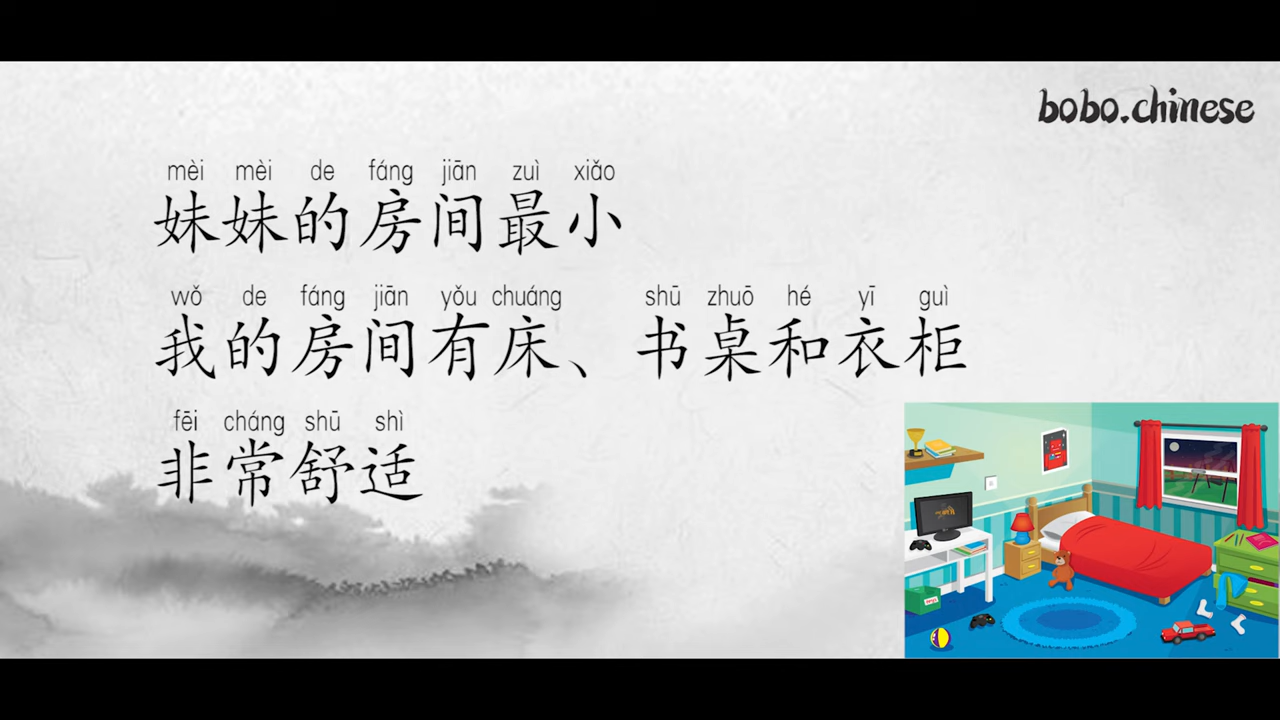 bobo.chinese
mèi mèi de fáng jiān zuì xiǎo
妹妹的房间最小
wǒ de fáng jiān yǒu chuáng shū zhuō hé yī guì
我的房间有床、书桌和衣柜
fēi cháng shū shì
非常舒适